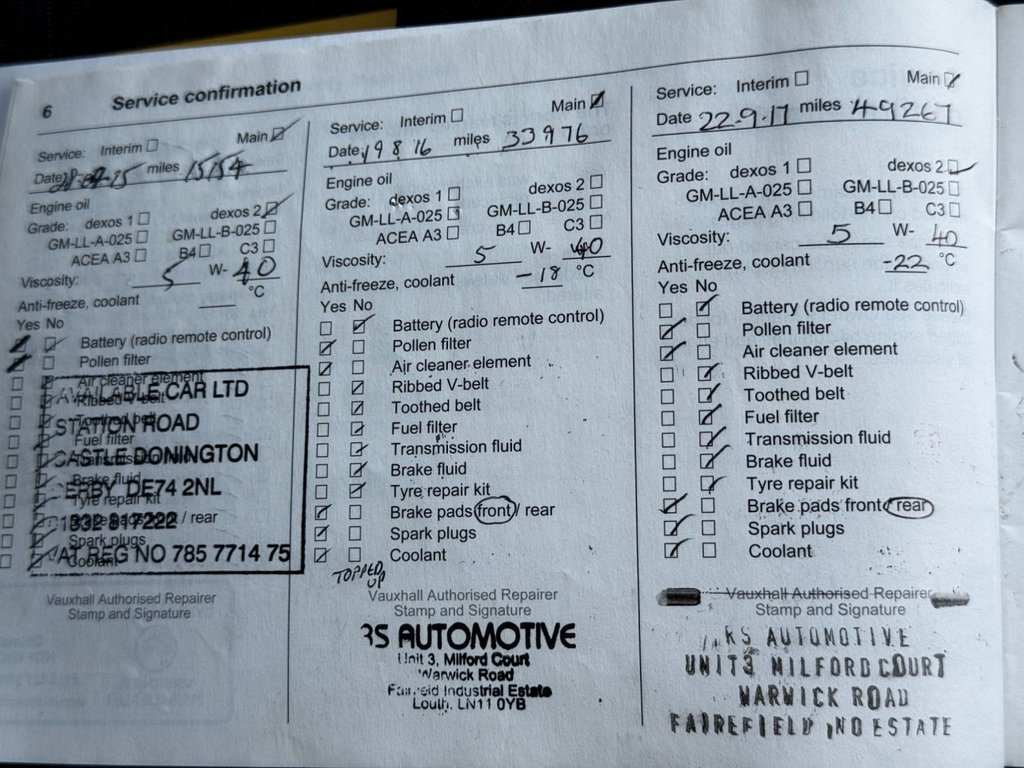 6 Service confirmation
Service: Interim Main
Date 28-07-15 miles 15154
Engine oil
Grade: dexos 1 dexos 2
GM-LL-A-025 GM-LL-B-025
ACEA A3 B4 C3
Viscosity: 5 W- 40
Anti-freeze, coolant °C
Yes No
Battery (radio remote control)
Pollen filter
Air cleaner element
Ribbed V-belt
Toothed belt
Fuel filter
Brake fluid
Tyre repair kit
/ rear
Spark plugs
Coolant
AVAILABLE CAR LTD
STATION ROAD
CASTLE DONINGTON
DERBY DE74 2NL
01332 817222
VAT REG NO 785 7714 75
Vauxhall Authorised Repairer
Stamp and Signature
Service: Interim Main
Date 19 8 16 miles 33976
Engine oil
Grade: dexos 1 dexos 2
GM-LL-A-025 GM-LL-B-025
ACEA A3 B4 C3
Viscosity: 5 W- 40
Anti-freeze, coolant -18 °C
Yes No
Battery (radio remote control)
Pollen filter
Air cleaner element
Ribbed V-belt
Toothed belt
Fuel filter
Transmission fluid
Brake fluid
Tyre repair kit
Brake pads front / rear
Spark plugs
Coolant
TOPPED
UP
Vauxhall Authorised Repairer
Stamp and Signature
RS AUTOMOTIVE
Unit 3, Milford Court
Warwick Road
Fairfield Industrial Estate
Louth. LN11 0YB
Service: Interim Main
Date 22.9.17 miles 49267
Engine oil
Grade: dexos 1 dexos 2
GM-LL-A-025 GM-LL-B-025
ACEA A3 B4 C3
Viscosity: 5 W- 40
Anti-freeze, coolant -22 °C
Yes No
Battery (radio remote control)
Pollen filter
Air cleaner element
Ribbed V-belt
Toothed belt
Fuel filter
Transmission fluid
Brake fluid
Tyre repair kit
Brake pads front / rear
Spark plugs
Coolant
Vauxhall Authorised Repairer
Stamp and Signature
RS AUTOMOTIVE
UNIT3 MILFORD COURT
WARWICK ROAD
FAIREFIELD IND ESTATE